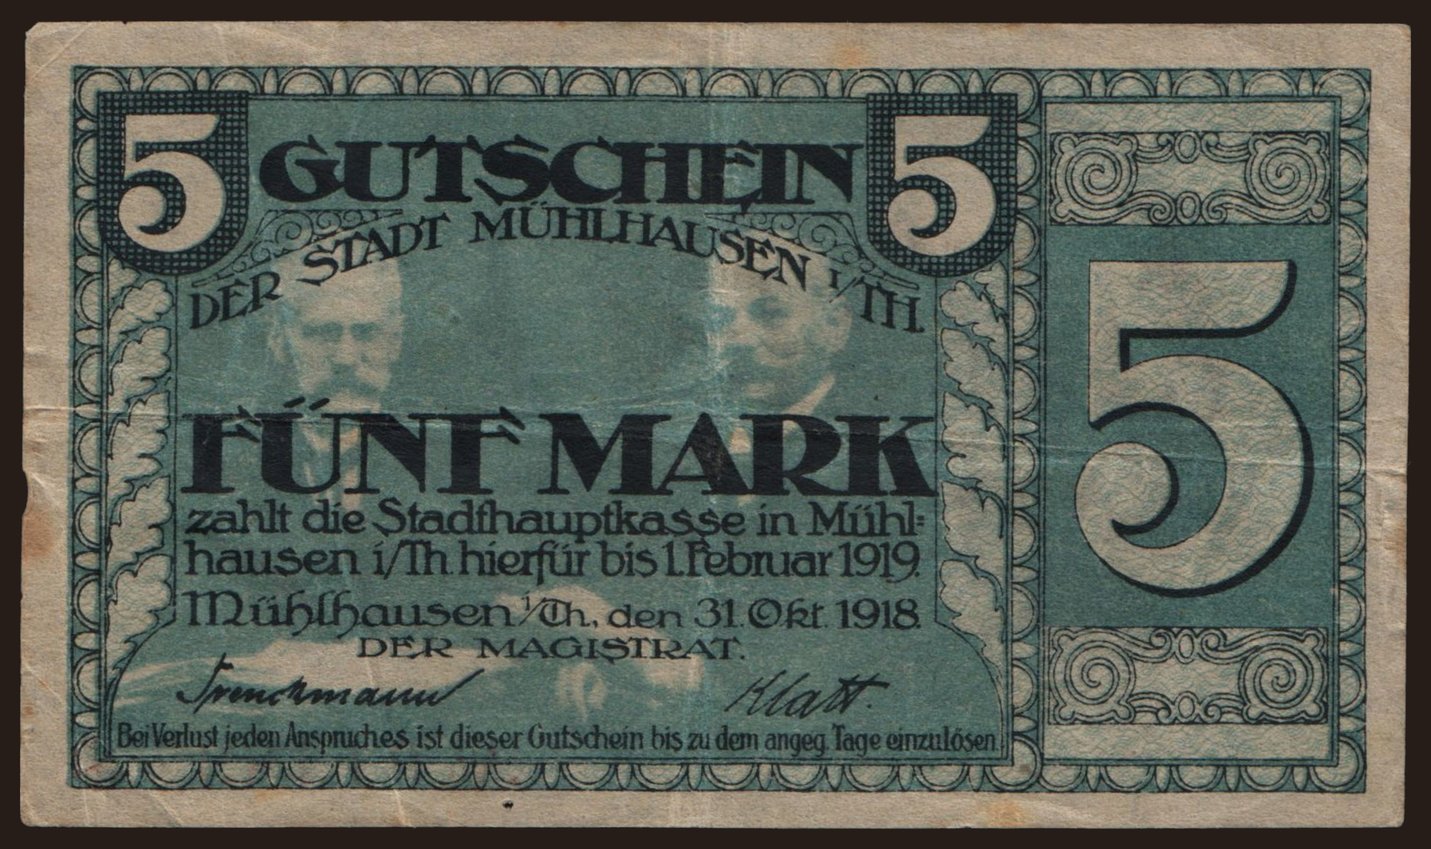 5 GUTSCHEIN 5
DER STADT MÜHLHAUSEN i/TH.
5
FÜNF MARK
zahlt die Stadthauptkasse in Mühl=
hausen i/Th. hierfür bis 1. Februar 1919.
Mühlhausen i/Th., den 31. Okt. 1918.
DER MAGISTRAT.
Trenckmann Klatt.
Bei Verlust jeden Anspruches ist dieser Gutschein bis zu dem angeg. Tage einzulösen.